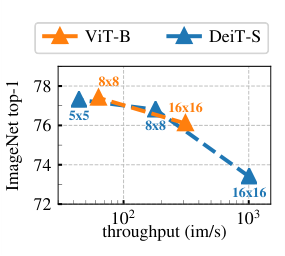 ViT-B DeiT-S
ImageNet top-1
78
76
74
72
8x8
5x5
16x16
8x8
16x16
10² 10³
throughput (im/s)